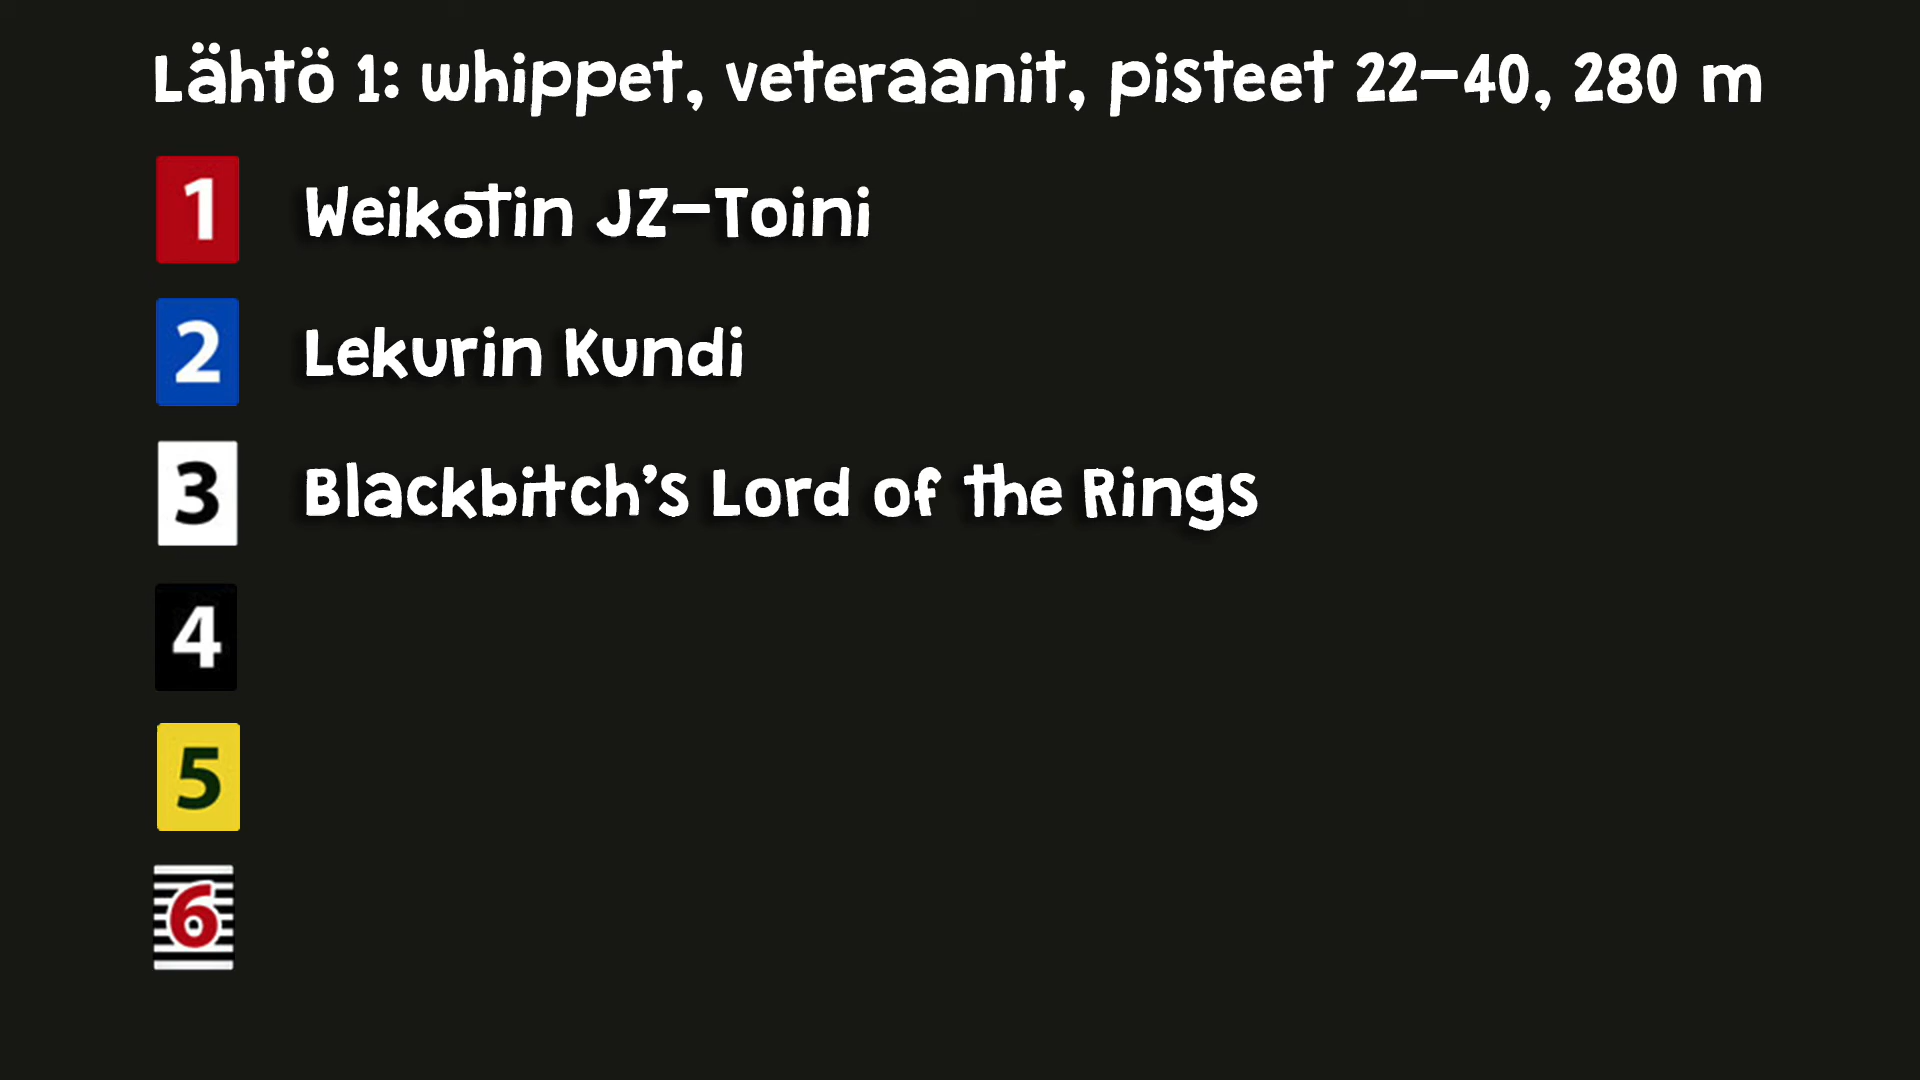 Lähtö 1: whippet, veteraanit, pisteet 22-40, 280 m
1 Weikotin JZ-Toini
2 Lekurin Kundi
3 Blackbitch's Lord of the Rings
4
5
6